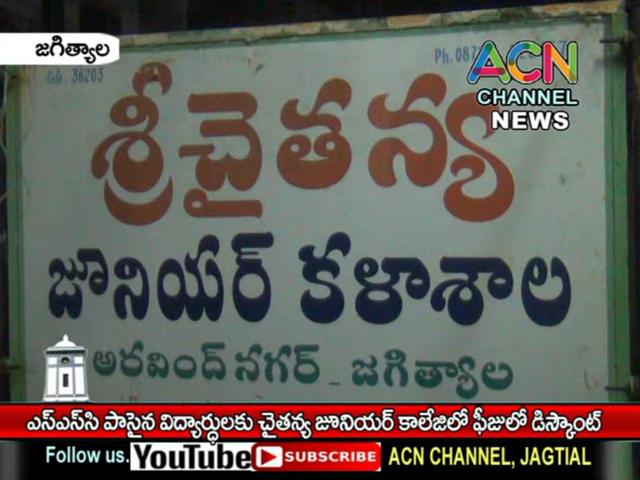 జగిత్యాల
శ్రీచైతన్య
జూనియర్ కళాశాల
అరవింద్ నగర్ - జగిత్యాల
ACN
CHANNEL
NEWS
ఎస్ఎస్‌సి పాసైన విద్యార్థులకు చైతన్య జూనియర్ కాలేజిలో ఫీజులో డిస్కౌంట్
Follow us. YouTube SUBSCRIBE ACN CHANNEL, JAGTIAL